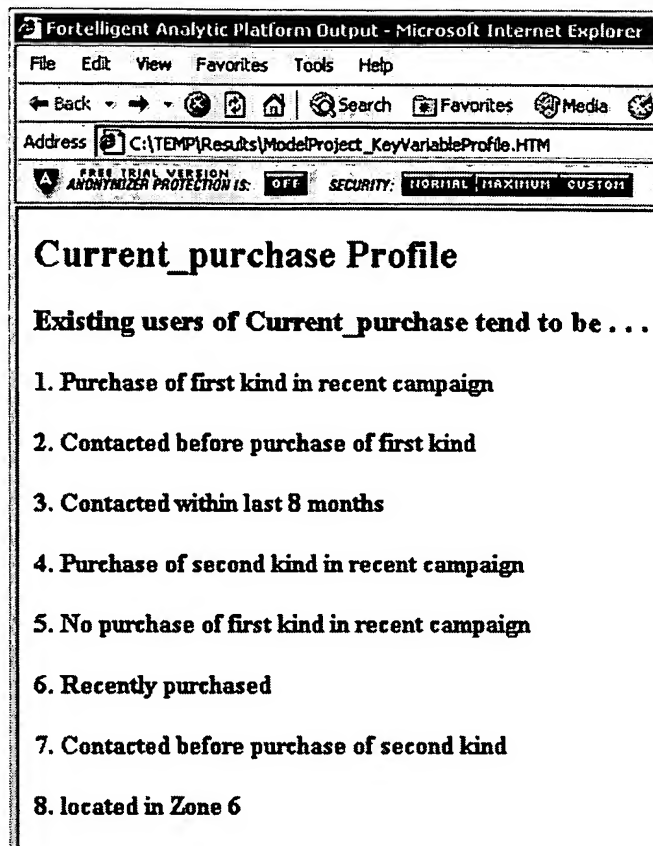 Fortelligent Analytic Platform Output - Microsoft Internet Explorer
File Edit View Favorites Tools Help
Back Search Favorites Media
Address C:\TEMP\Results\ModelProject_KeyVariableProfile.HTM
FREE TRIAL VERSION
ANONYMIZER PROTECTION IS: OFF SECURITY: NORMAL MAXIMUM CUSTOM
Current_purchase Profile
Existing users of Current_purchase tend to be . . .
1. Purchase of first kind in recent campaign
2. Contacted before purchase of first kind
3. Contacted within last 8 months
4. Purchase of second kind in recent campaign
5. No purchase of first kind in recent campaign
6. Recently purchased
7. Contacted before purchase of second kind
8. located in Zone 6